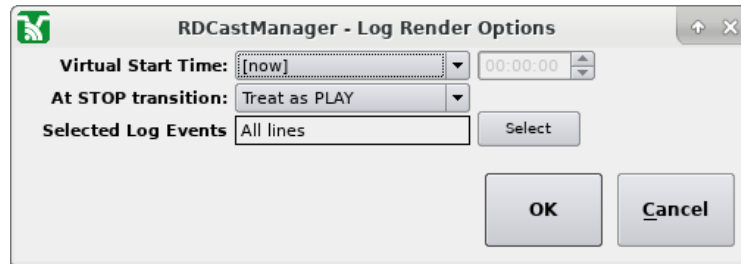 RDCastManager - Log Render Options
Virtual Start Time: [now] 00:00:00
At STOP transition: Treat as PLAY
Selected Log Events All lines Select
OK Cancel